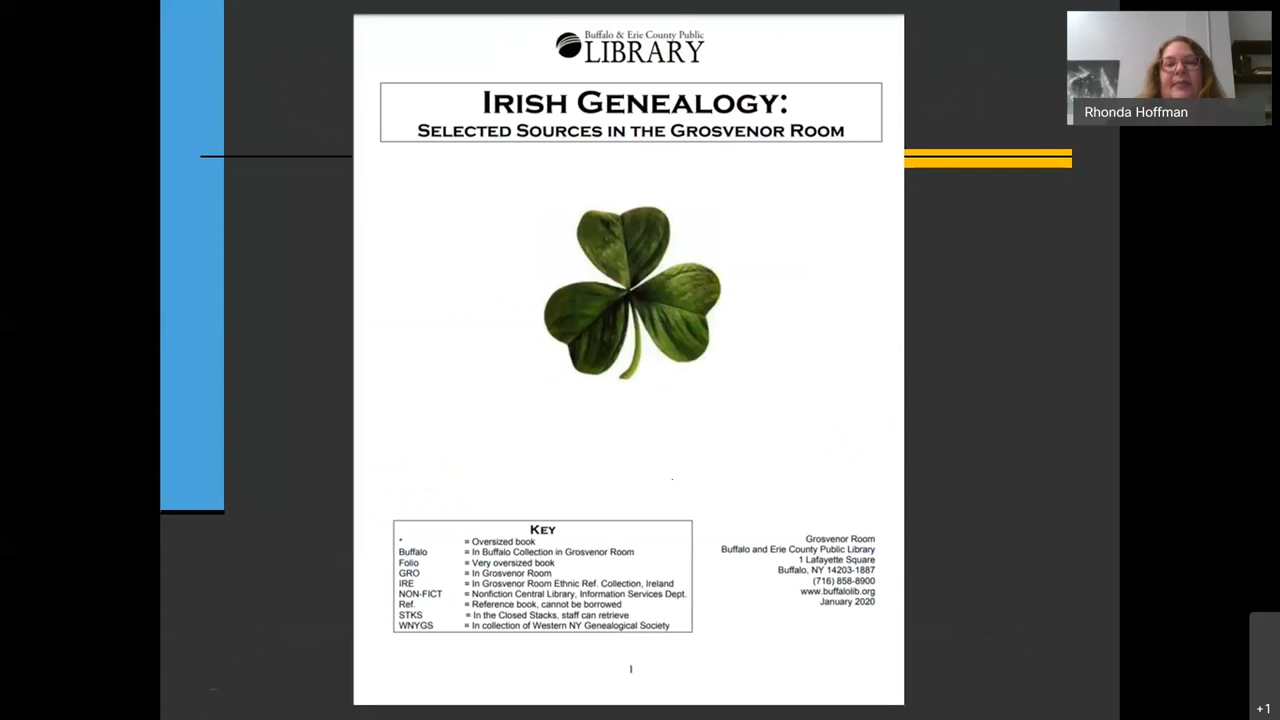 Buffalo & Erie County Public
LIBRARY
IRISH GENEALOGY:
SELECTED SOURCES IN THE GROSVENOR ROOM
Rhonda Hoffman
KEY
* = Oversized book
Buffalo = In Buffalo Collection in Grosvenor Room
Folio = Very oversized book
GRO = In Grosvenor Room
IRE = In Grosvenor Room Ethnic Ref. Collection, Ireland
NON-FICT = Nonfiction Central Library, Information Services Dept.
Ref. = Reference book, cannot be borrowed
STKS = In the Closed Stacks, staff can retrieve
WNYGS = In collection of Western NY Genealogical Society
Grosvenor Room
Buffalo and Erie County Public Library
1 Lafayette Square
Buffalo, NY 14203-1887
(716) 858-8900
www.buffalolib.org
January 2020
1
+1